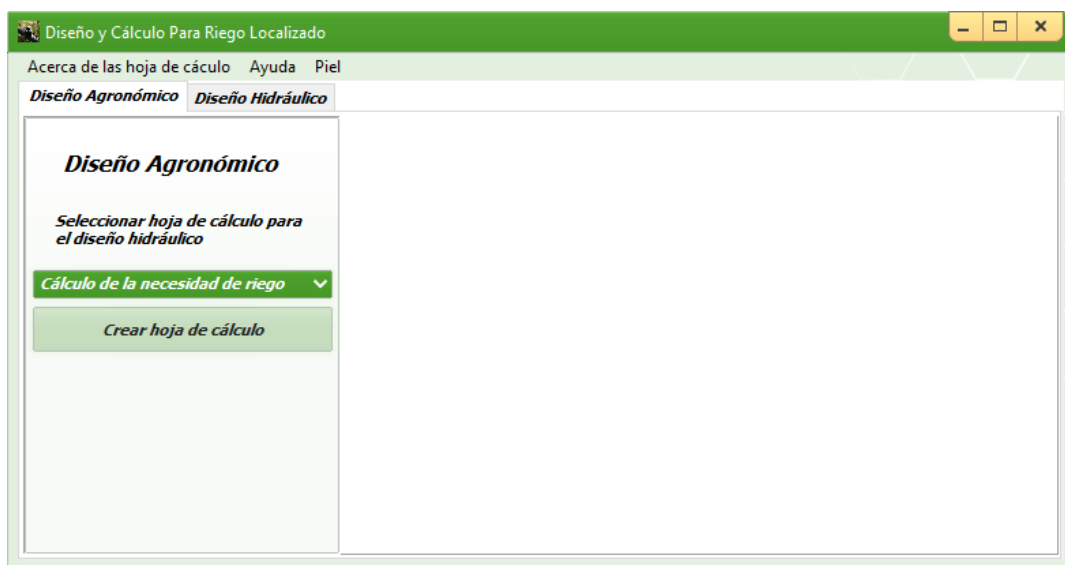 Diseño y Cálculo Para Riego Localizado
Acerca de las hoja de cáculo Ayuda Piel
Diseño Agronómico Diseño Hidráulico
Diseño Agronómico
Seleccionar hoja de cálculo para
el diseño hidráulico
Cálculo de la necesidad de riego
Crear hoja de cálculo